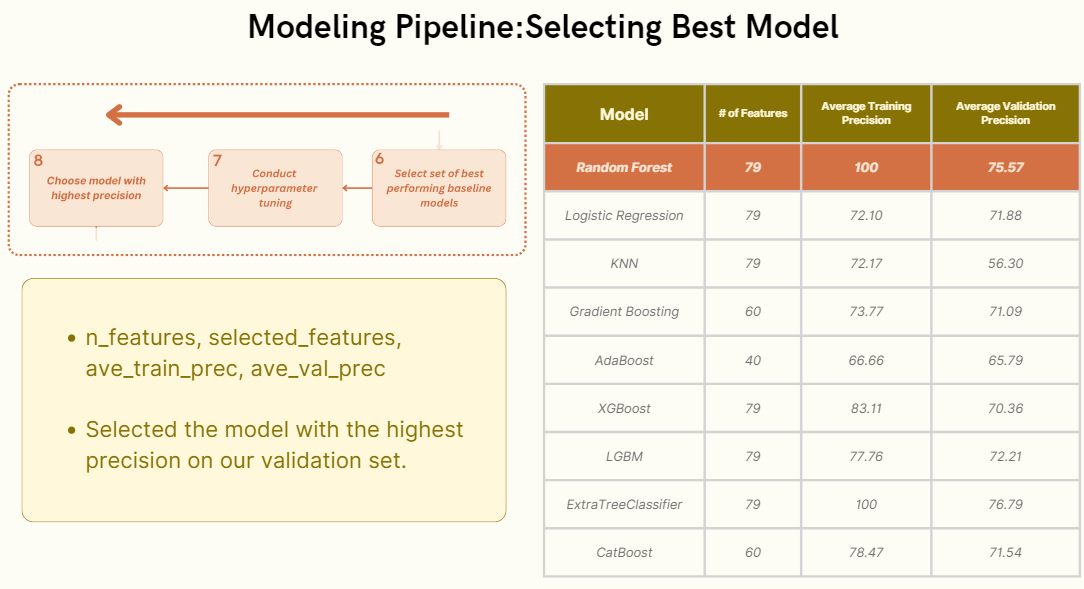 Modeling Pipeline:Selecting Best Model
8
Choose model with
highest precision
7
Conduct
hyperparameter
tuning
6
Select set of best
performing baseline
models
• n_features, selected_features,
ave_train_prec, ave_val_prec
• Selected the model with the highest
precision on our validation set.
Model # of Features Average Training Precision Average Validation Precision
Random Forest 79 100 75.57
Logistic Regression 79 72.10 71.88
KNN 79 72.17 56.30
Gradient Boosting 60 73.77 71.09
AdaBoost 40 66.66 65.79
XGBoost 79 83.11 70.36
LGBM 79 77.76 72.21
ExtraTreeClassifier 79 100 76.79
CatBoost 60 78.47 71.54